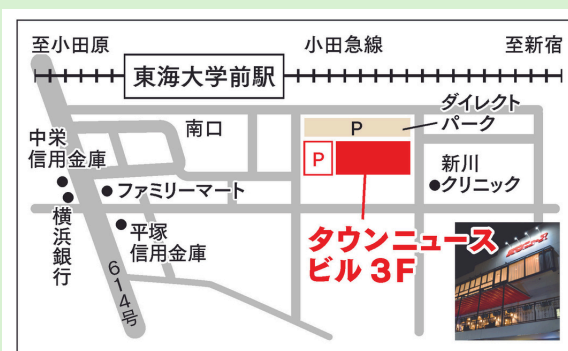 至小田原
小田急線
至新宿
東海大学前駅
ダイレクト
パーク
南口
P
中栄
信用金庫
P
新川
クリニック
ファミリーマート
横浜銀行
平塚
信用金庫
タウンニュース
ビル3F
614号